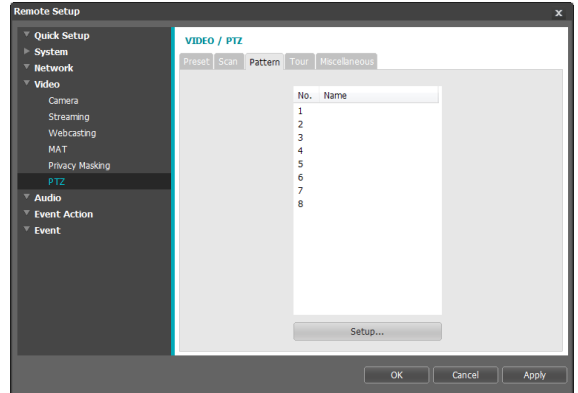 Remote Setup x
Quick Setup
System
Network
Video
Camera
Streaming
Webcasting
MAT
Privacy Masking
PTZ
Audio
Event Action
Event
VIDEO / PTZ
Preset Scan Pattern Tour Miscellaneous
No. Name
1
2
3
4
5
6
7
8
Setup...
OK Cancel Apply